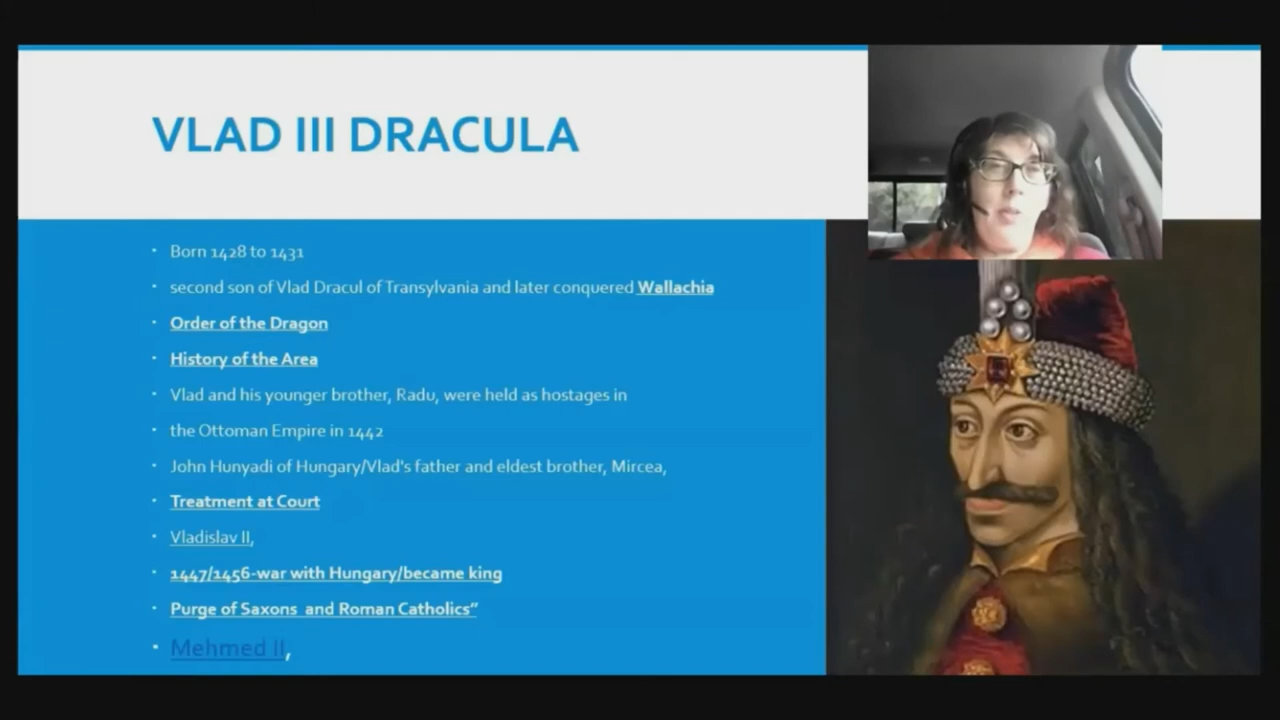 VLAD III DRACULA
• Born 1428 to 1431
• second son of Vlad Dracul of Transylvania and later conquered Wallachia
• Order of the Dragon
• History of the Area
• Vlad and his younger brother, Radu, were held as hostages in
• the Ottoman Empire in 1442
• John Hunyadi of Hungary/Vlad's father and eldest brother, Mircea,
• Treatment at Court
• Vladislav II,
• 1447/1456-war with Hungary/became king
• Purge of Saxons and Roman Catholics”
• Mehmed II,